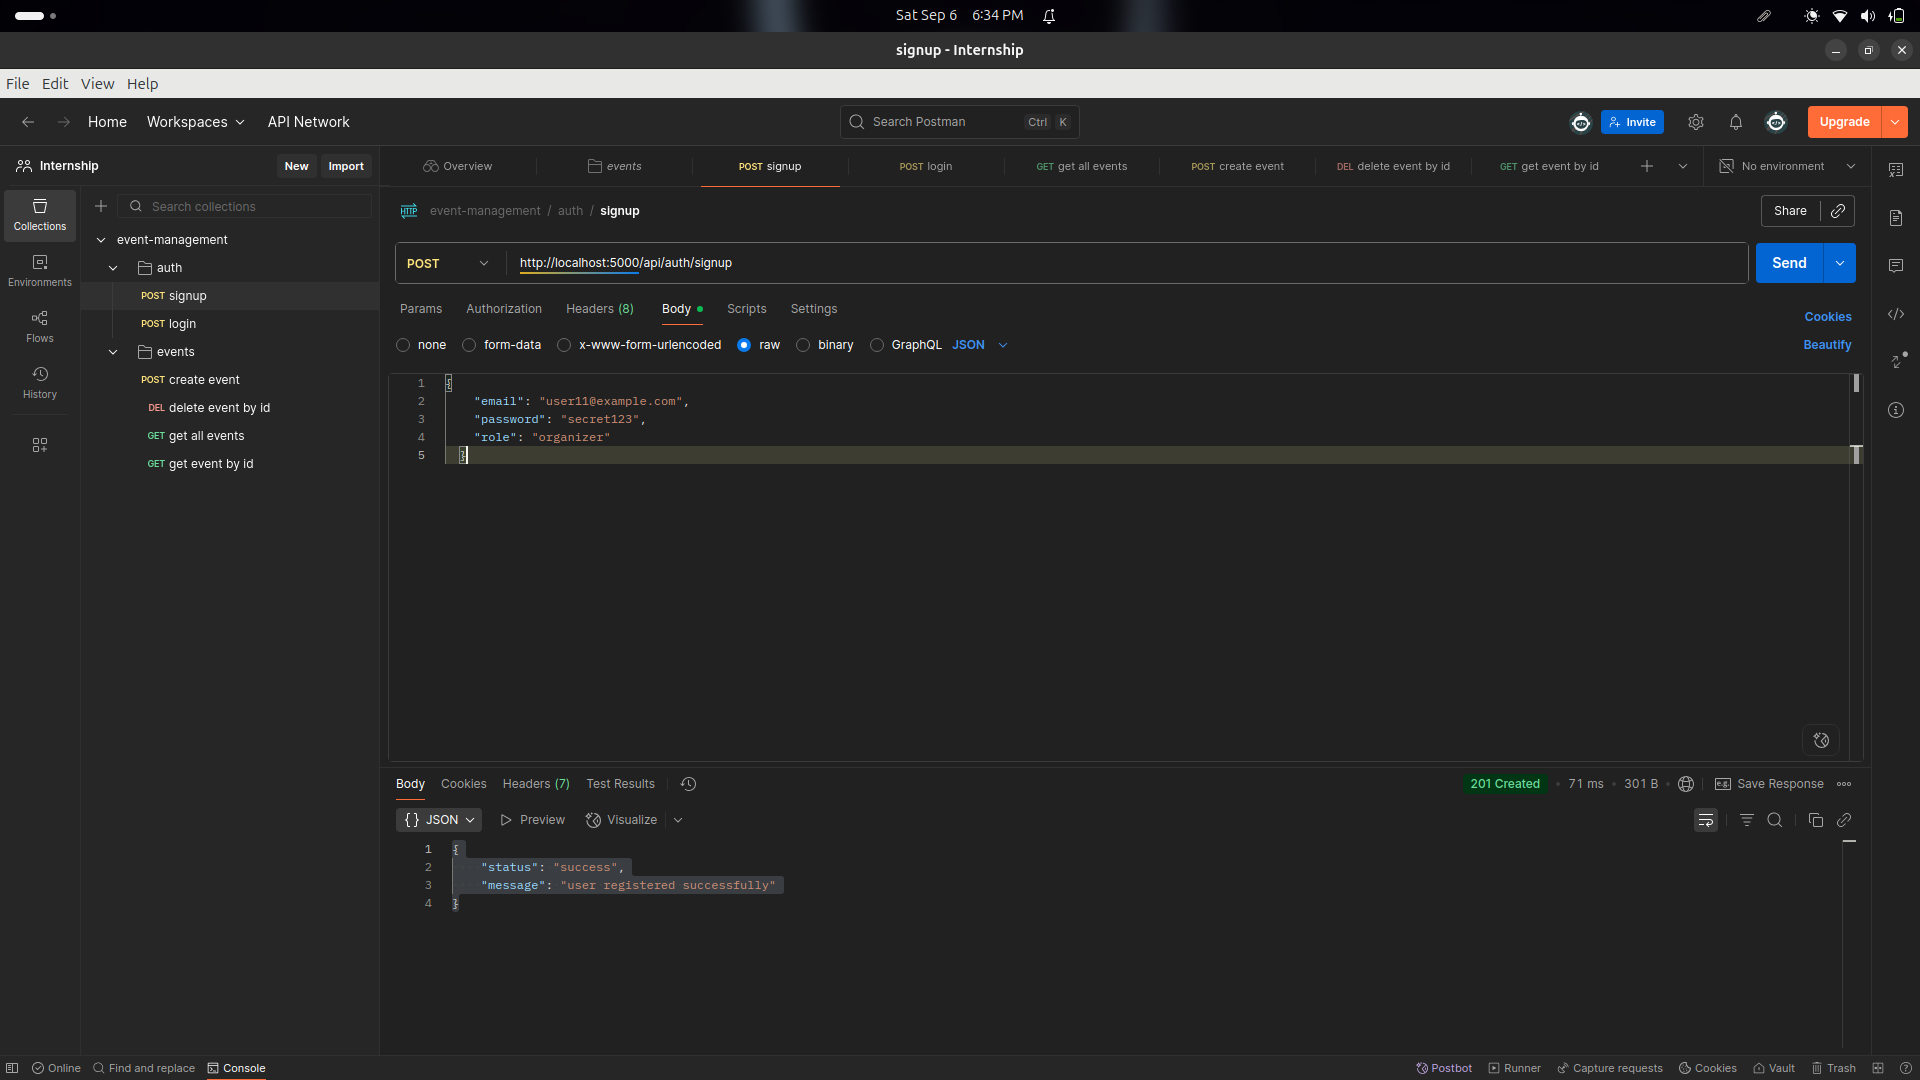 Sat Sep 6 6:34 PM
signup - Internship
File Edit View Help
Home Workspaces API Network
Search Postman Ctrl K
Invite
Upgrade
Internship New Import
Overview events POST signup POST login GET get all events POST create event DEL delete event by id GET get event by id No environment
Collections
Environments
Flows
History
Search collections
event-management
auth
POST signup
POST login
events
POST create event
DEL delete event by id
GET get all events
GET get event by id
HTTP event-management / auth / signup
Share
POST http://localhost:5000/api/auth/signup Send
Params Authorization Headers (8) Body Scripts Settings Cookies
none form-data x-www-form-urlencoded raw binary GraphQL JSON Beautify
1 {
2 "email": "user11@example.com",
3 "password": "secret123",
4 "role": "organizer"
5 }
Body Cookies Headers (7) Test Results 201 Created 71 ms 301 B e.g. Save Response
{} JSON Preview Visualize
1 {
2 "status": "success",
3 "message": "user registered successfully"
4 }
Online Find and replace Console Postbot Runner Capture requests Cookies Vault Trash